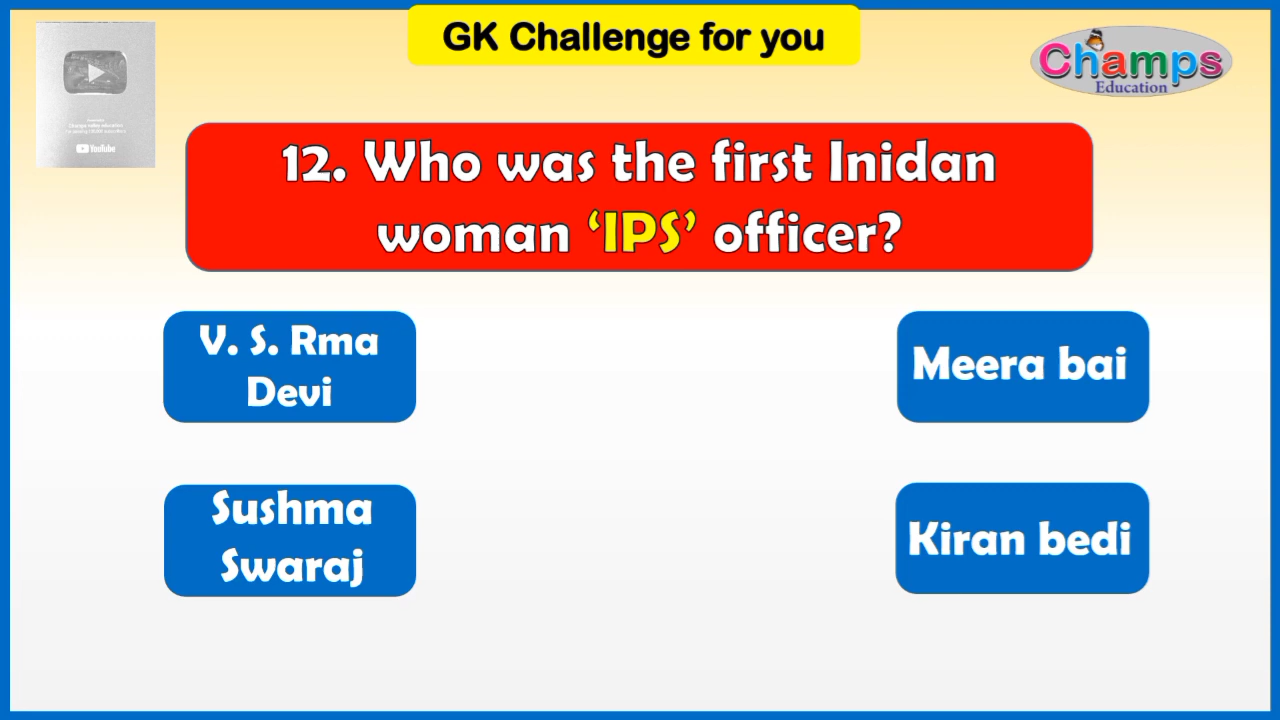 GK Challenge for you
Champs
Education
YouTube
12. Who was the first Inidan
woman ‘IPS’ officer?
V. S. Rma
Devi
Meera bai
Sushma
Swaraj
Kiran bedi